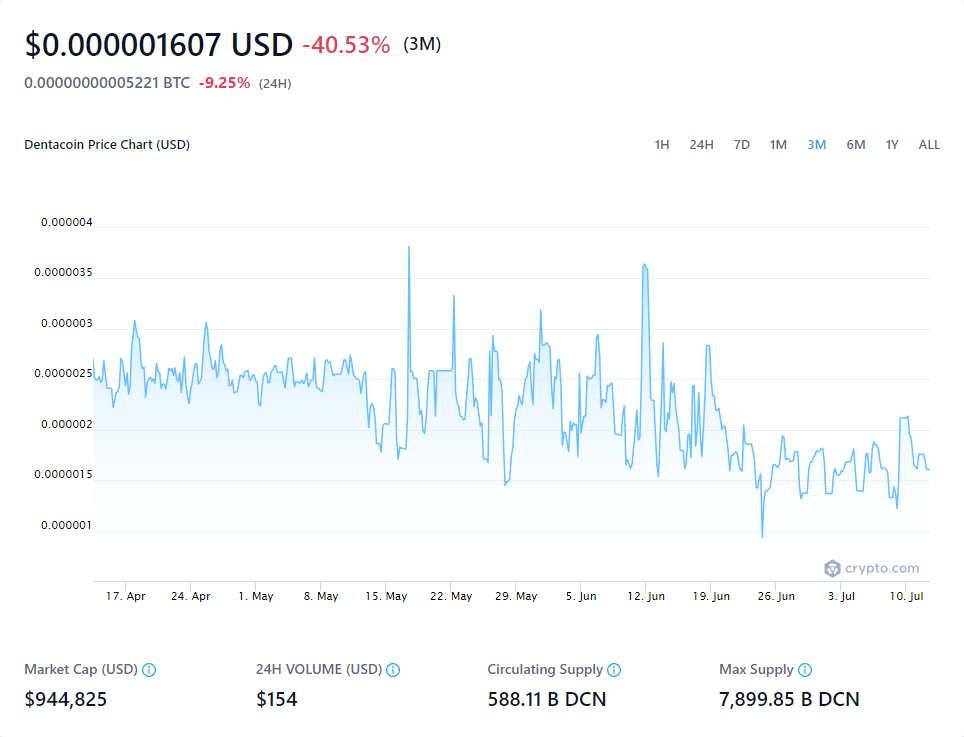 $0.000001607 USD -40.53% (3M)
0.00000000005221 BTC -9.25% (24H)
Dentacoin Price Chart (USD) 1H 24H 7D 1M 3M 6M 1Y ALL
0.000004
0.0000035
0.000003
0.0000025
0.000002
0.0000015
0.000001
crypto.com
17. Apr 24. Apr 1. May 8. May 15. May 22. May 29. May 5. Jun 12. Jun 19. Jun 26. Jun 3. Jul 10. Jul
Market Cap (USD) 24H VOLUME (USD) Circulating Supply Max Supply
$944,825 $154 588.11 B DCN 7,899.85 B DCN